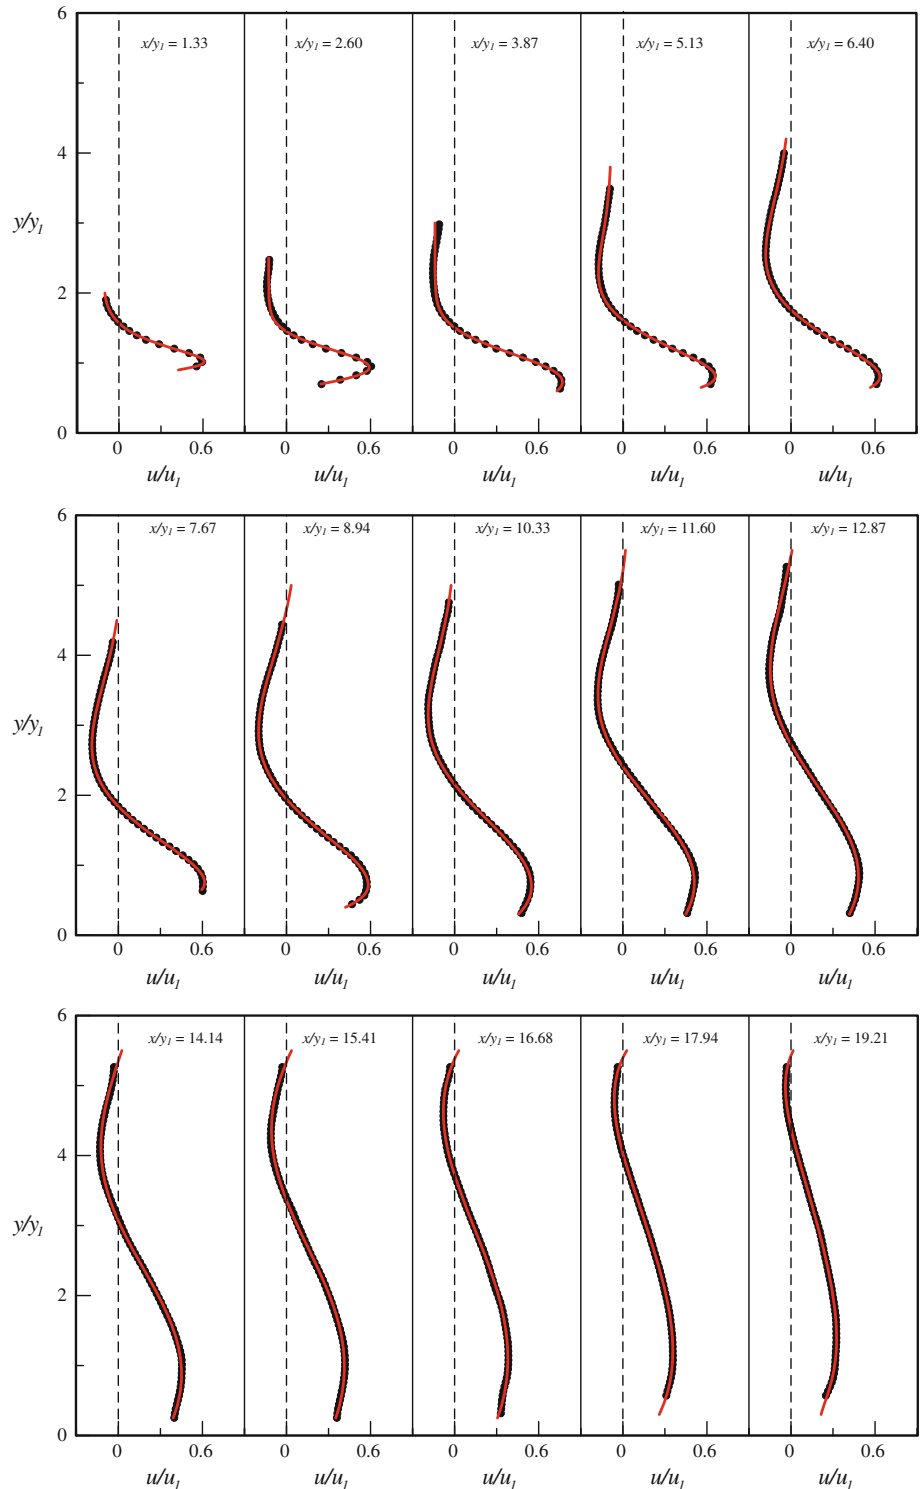 6
x/y1 = 1.33 x/y1 = 2.60 x/y1 = 3.87 x/y1 = 5.13 x/y1 = 6.40
4
y/y1
2
0
0 0.6 0 0.6 0 0.6 0 0.6 0 0.6
u/u1 u/u1 u/u1 u/u1 u/u1
6
x/y1 = 7.67 x/y1 = 8.94 x/y1 = 10.33 x/y1 = 11.60 x/y1 = 12.87
4
y/y1
2
0
0 0.6 0 0.6 0 0.6 0 0.6 0 0.6
u/u1 u/u1 u/u1 u/u1 u/u1
6
x/y1 = 14.14 x/y1 = 15.41 x/y1 = 16.68 x/y1 = 17.94 x/y1 = 19.21
4
y/y1
2
0
0 0.6 0 0.6 0 0.6 0 0.6 0 0.6
u/u1 u/u1 u/u1 u/u1 u/u1